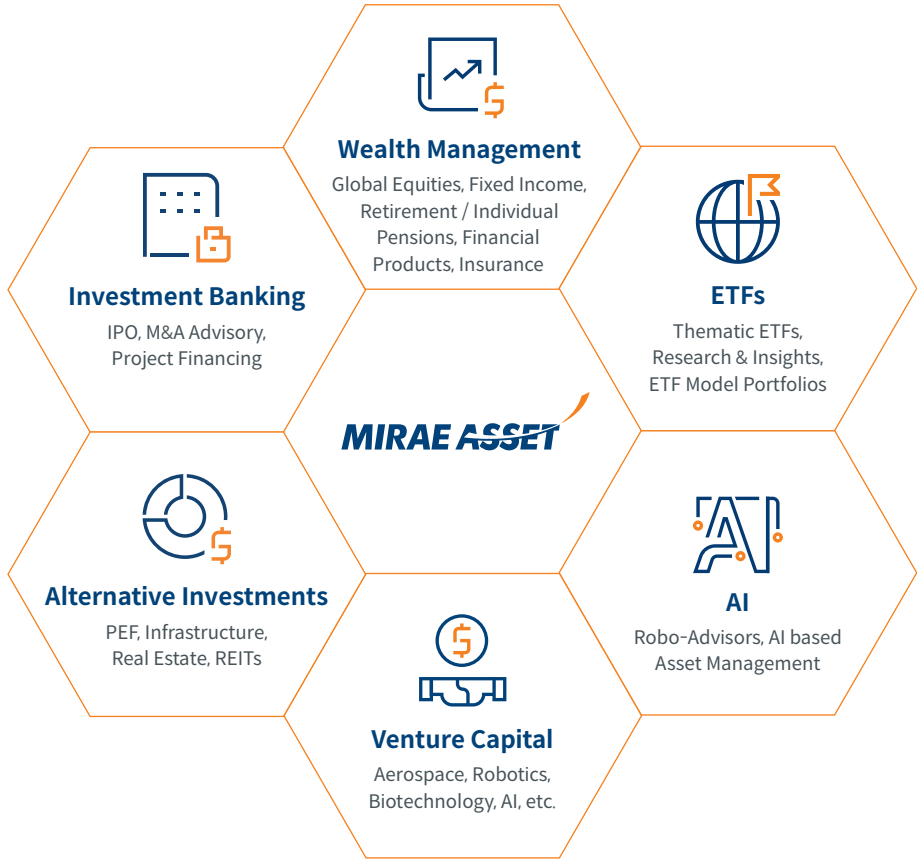 Wealth Management
Global Equities, Fixed Income,
Retirement / Individual
Pensions, Financial
Products, Insurance
Investment Banking
IPO, M&A Advisory,
Project Financing
ETFs
Thematic ETFs,
Research & Insights,
ETF Model Portfolios
MIRAE ASSET
Alternative Investments
PEF, Infrastructure,
Real Estate, REITs
AI
AI
Robo-Advisors, AI based
Asset Management
Venture Capital
Aerospace, Robotics,
Biotechnology, AI, etc.